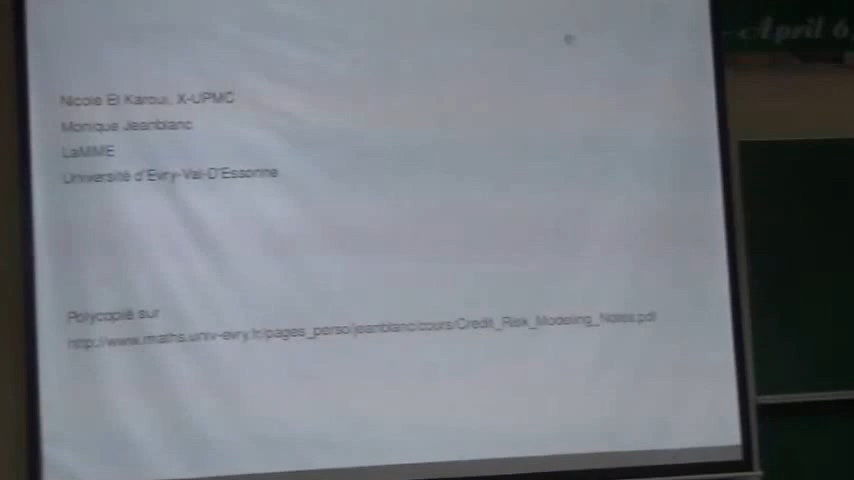 April 6,
Nicole El Karoui, X-UPMC
Monique Jeanblanc
LaMME
Université d'Evry-Val-D'Essonne
Polycopié sur
http://www.maths.univ-evry.fr/pages_perso/jeanblanc/cours/Credit_Risk_Modeling_Notes.pdf